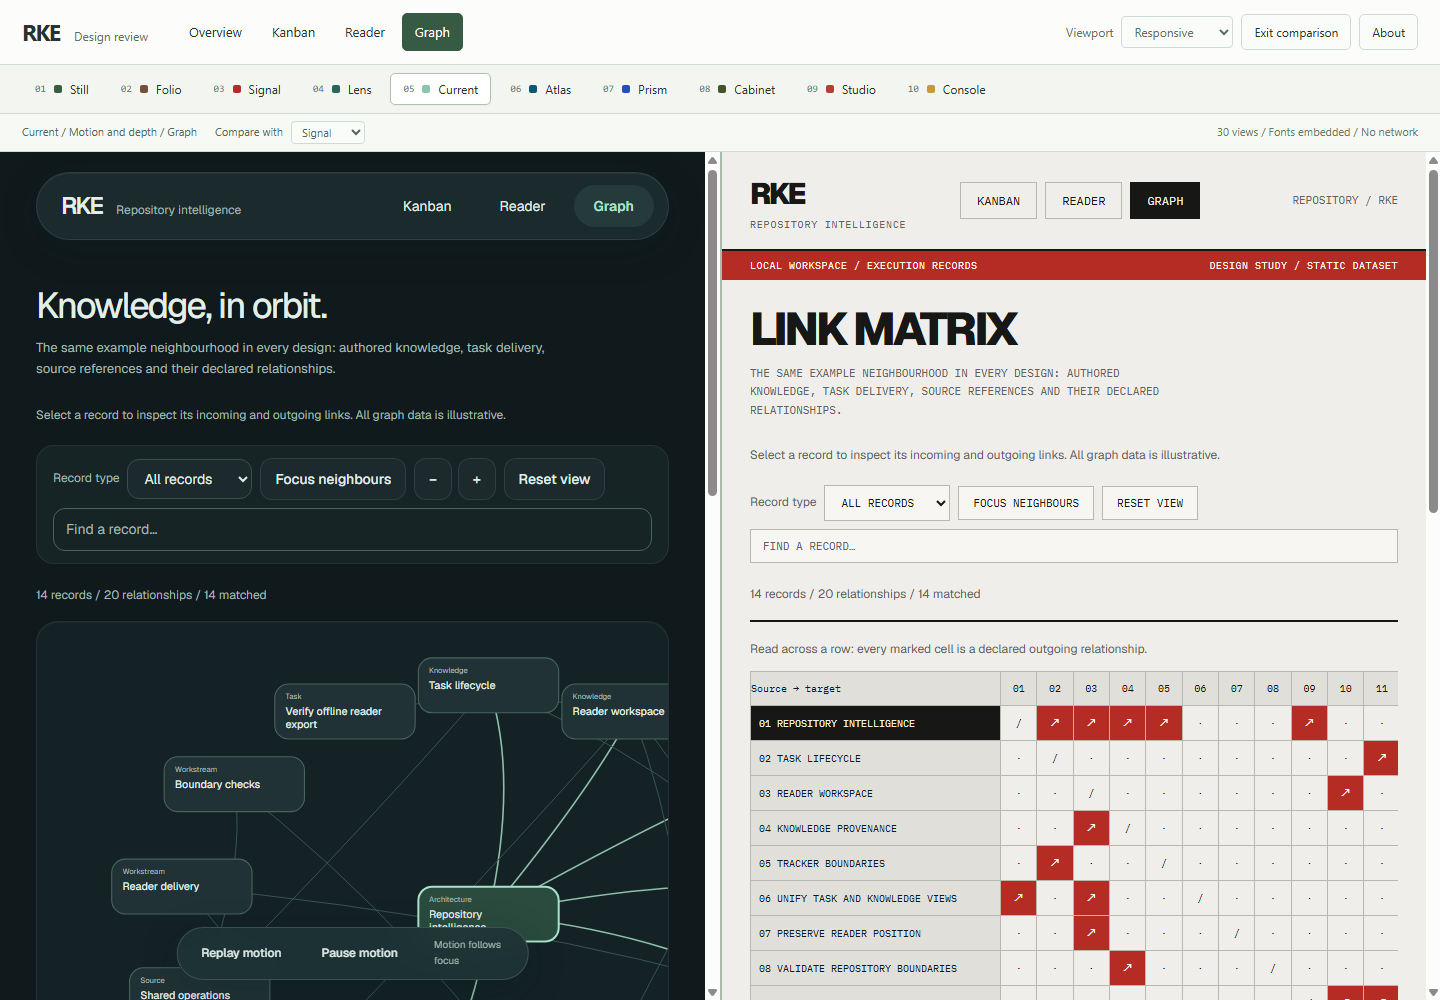 RKE Design review Overview Kanban Reader Graph Viewport Responsive Exit comparison About
01 Still 02 Folio 03 Signal 04 Lens 05 Current 06 Atlas 07 Prism 08 Cabinet 09 Studio 10 Console
Current / Motion and depth / Graph Compare with Signal 30 views / Fonts embedded / No network
RKE Repository intelligence Kanban Reader Graph
Knowledge, in orbit.
The same example neighbourhood in every design: authored knowledge, task delivery,
source references and their declared relationships.
Select a record to inspect its incoming and outgoing links. All graph data is illustrative.
Record type All records Focus neighbours − + Reset view
Find a record…
14 records / 20 relationships / 14 matched
Knowledge
Task lifecycle
Task
Verify offline reader
export
Knowledge
Reader workspace
Workstream
Boundary checks
Workstream
Reader delivery
Architecture
Repository
intelligence
Replay motion Pause motion Motion follows
focus
Source
Shared operations
RKE
REPOSITORY INTELLIGENCE
KANBAN READER GRAPH
REPOSITORY / RKE
LOCAL WORKSPACE / EXECUTION RECORDS DESIGN STUDY / STATIC DATASET
LINK MATRIX
THE SAME EXAMPLE NEIGHBOURHOOD IN EVERY DESIGN: AUTHORED
KNOWLEDGE, TASK DELIVERY, SOURCE REFERENCES AND THEIR DECLARED
RELATIONSHIPS.
Select a record to inspect its incoming and outgoing links. All graph data is illustrative.
Record type ALL RECORDS FOCUS NEIGHBOURS RESET VIEW
FIND A RECORD…
14 records / 20 relationships / 14 matched
Read across a row: every marked cell is a declared outgoing relationship.
Source → target 01 02 03 04 05 06 07 08 09 10 11
01 REPOSITORY INTELLIGENCE / ↗ ↗ ↗ ↗ · · · ↗ · ·
02 TASK LIFECYCLE · / · · · · · · · · ↗
03 READER WORKSPACE · · / · · · · · · ↗ ·
04 KNOWLEDGE PROVENANCE · · ↗ / · · · · · · ·
05 TRACKER BOUNDARIES · ↗ · · / · · · · · ·
06 UNIFY TASK AND KNOWLEDGE VIEWS ↗ · ↗ · · / · · · · ·
07 PRESERVE READER POSITION · · ↗ · · · / · · · ·
08 VALIDATE REPOSITORY BOUNDARIES · · · ↗ · · · / · · ·